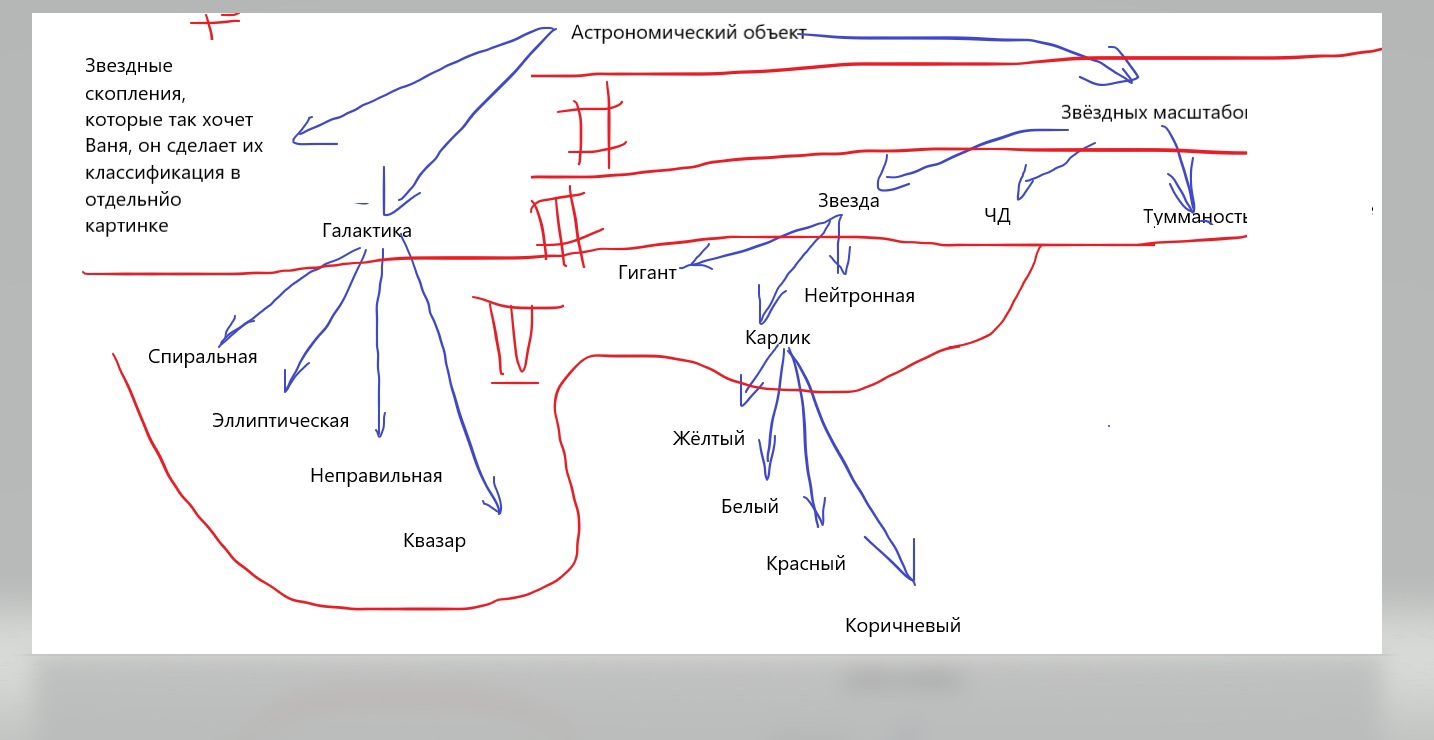 Астрономический объект
Звездные
скопления,
которые так хочет
Ваня, он сделает их
классификация в
отдельнйо
картинке
Звёздных масштабо
II
Звезда
ЧД
Тумманость
III
Галактика
Гигант
Нейтронная
Карлик
IV
Спиральная
Эллиптическая
Неправильная
Квазар
Жёлтый
Белый
Красный
Коричневый